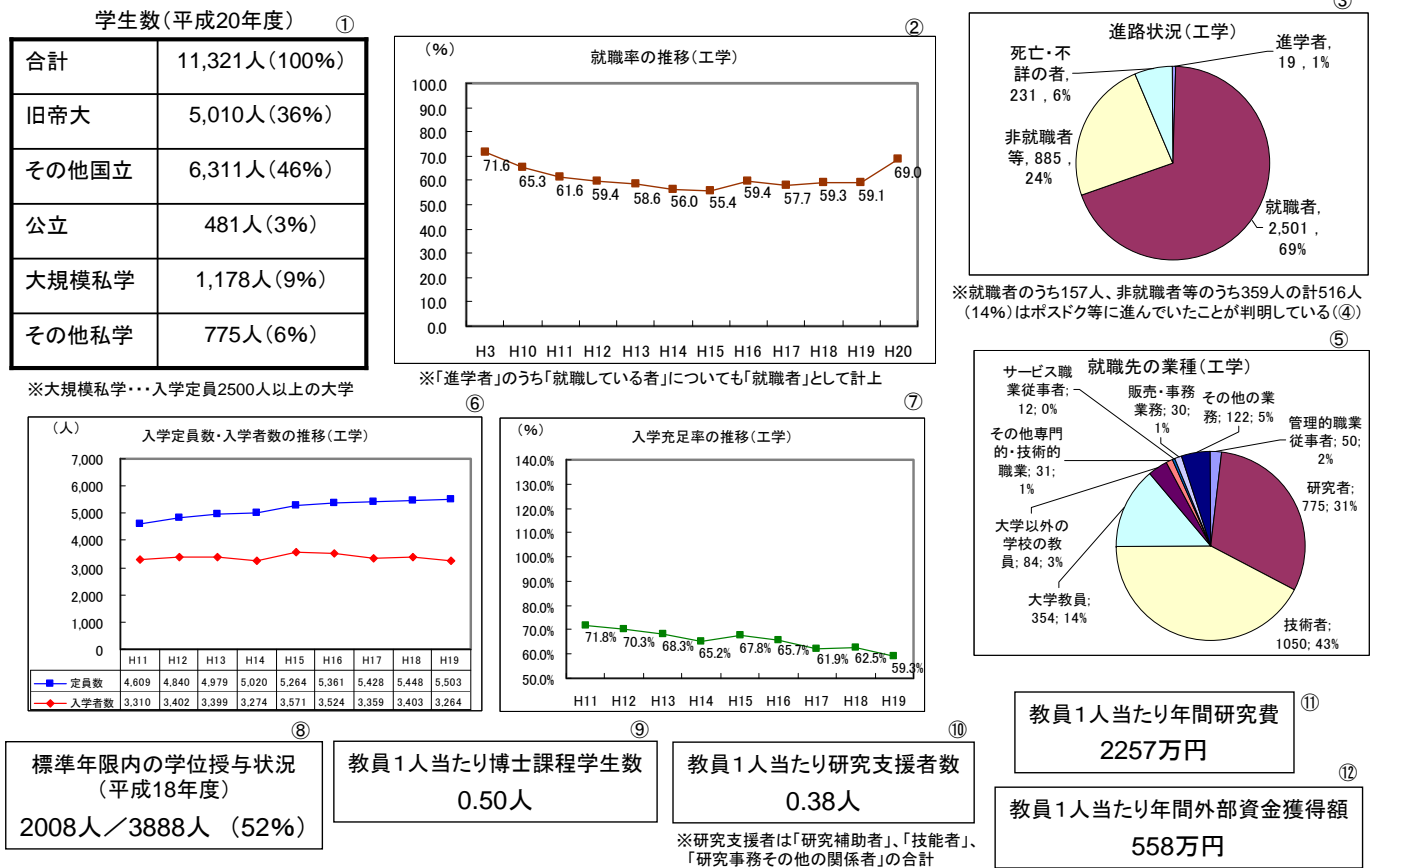 学生数（平成20年度） ①
合計 11,321人（100%）
旧帝大 5,010人（36%）
その他国立 6,311人（46%）
公立 481人（3%）
大規模私学 1,178人（9%）
その他私学 775人（6%）
※大規模私学・・・入学定員2500人以上の大学
②
（％）
就職率の推移（工学）
100.0
90.0
80.0
70.0
60.0
50.0
40.0
30.0
20.0
10.0
0.0
71.6 65.3 61.6 59.4 58.6 56.0 55.4 59.4 57.7 59.3 59.1 69.0
H3 H10 H11 H12 H13 H14 H15 H16 H17 H18 H19 H20
※「進学者」のうち「就職している者」についても「就職者」として計上
③
進路状況（工学）
進学者,
19 , 1%
死亡・不
詳の者,
231 , 6%
非就職者
等, 885 ,
24%
就職者,
2,501 ,
69%
※就職者のうち157人、非就職者等のうち359人の計516人
（14%）はポスドク等に進んでいたことが判明している（④）
⑤
就職先の業種（工学）
サービス職
業従事者;
12; 0%
販売・事務
業務; 30;
1%
その他の業
務; 122; 5%
管理的職業
従事者; 50;
2%
その他専門
的・技術的
職業; 31;
1%
研究者;
775; 31%
大学以外の
学校の教
員; 84; 3%
大学教員;
354; 14%
技術者;
1050; 43%
⑥
（人）
入学定員数・入学者数の推移（工学）
7,000
6,000
5,000
4,000
3,000
2,000
1,000
0
H11 H12 H13 H14 H15 H16 H17 H18 H19
定員数 4,609 4,840 4,979 5,020 5,264 5,361 5,428 5,448 5,503
入学者数 3,310 3,402 3,399 3,274 3,571 3,524 3,359 3,403 3,264
⑦
（％）
入学充足率の推移（工学）
140.0%
130.0%
120.0%
110.0%
100.0%
90.0%
80.0%
70.0%
60.0%
50.0%
71.8% 70.3% 68.3% 65.2% 67.8% 65.7% 61.9% 62.5% 59.3%
H11 H12 H13 H14 H15 H16 H17 H18 H19
⑧
標準年限内の学位授与状況
（平成18年度）
2008人／3888人 （52%）
⑨
教員１人当たり博士課程学生数
0.50人
⑩
教員１人当たり研究支援者数
0.38人
※研究支援者は「研究補助者」、「技能者」、
「研究事務その他の関係者」の合計
⑪
教員１人当たり年間研究費
2257万円
⑫
教員１人当たり年間外部資金獲得額
558万円